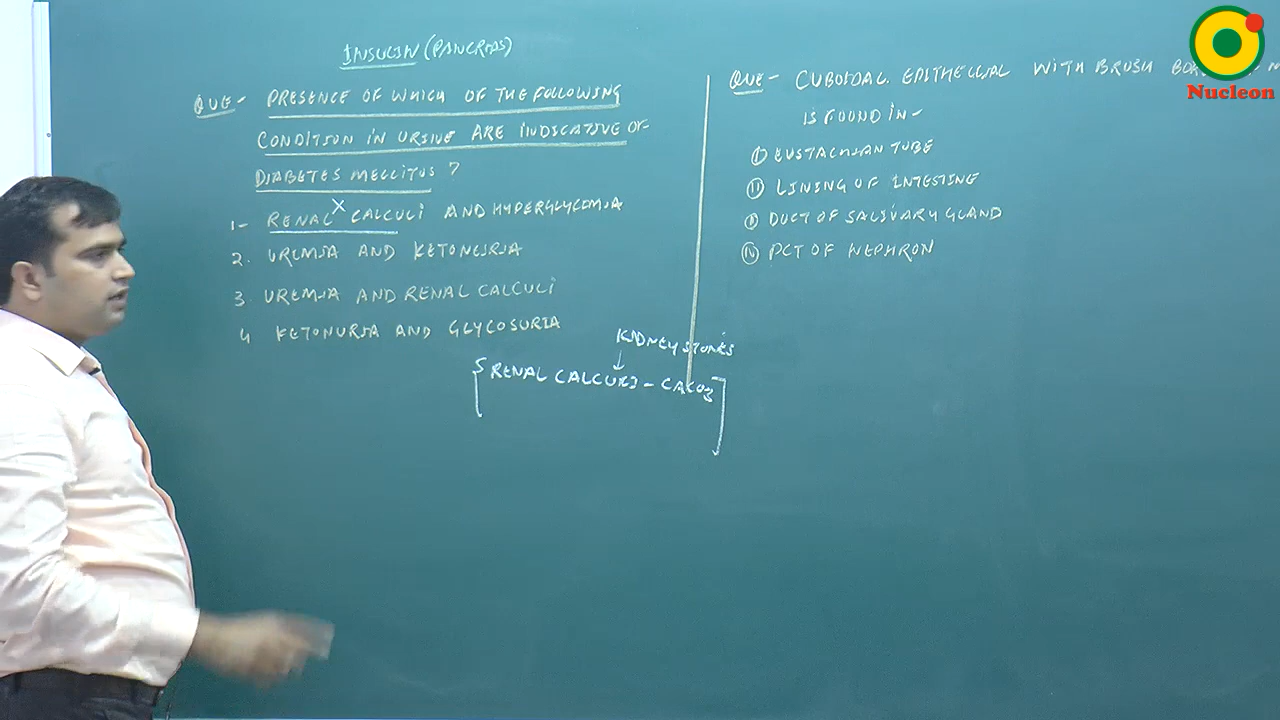 INSULIN (PANCREAS)
QUE- PRESENCE OF WHICH OF THE FOLLOWING
CONDITION IN URINE ARE INDICATIVE OF
DIABETES MELLITUS ?
1- RENAL X CALCULI AND HYPERGLYCEMIA
2. UREMIA AND KETONURIA
3. UREMIA AND RENAL CALCULI
4 KETONURIA AND GLYCOSURIA
KIDNEY STONES
RENAL CALCULI - CACO3
QUE- CUBOIDAL EPITHELIAL WITH BRUSH
IS FOUND IN-
I EUSTACHIAN TUBE
II LINING OF INTESTINE
III DUCT OF SALIVARY GLAND
IV PCT OF NEPHRON
Nucleon